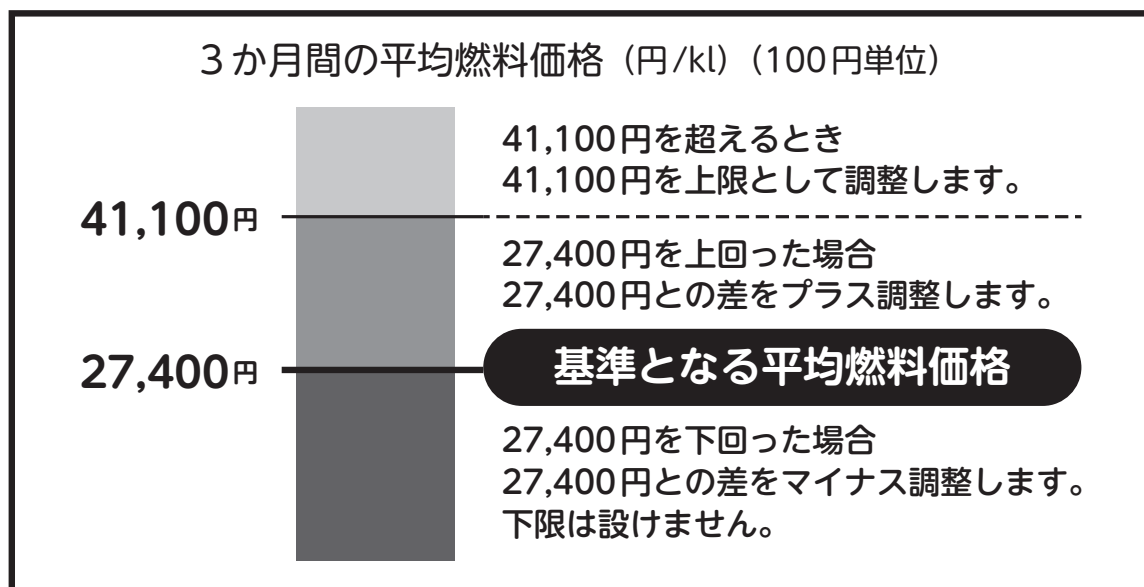 3か月間の平均燃料価格（円/kl）（100円単位）
41,100円を超えるとき
41,100円を上限として調整します。
41,100円
27,400円を上回った場合
27,400円との差をプラス調整します。
27,400円
基準となる平均燃料価格
27,400円を下回った場合
27,400円との差をマイナス調整します。
下限は設けません。